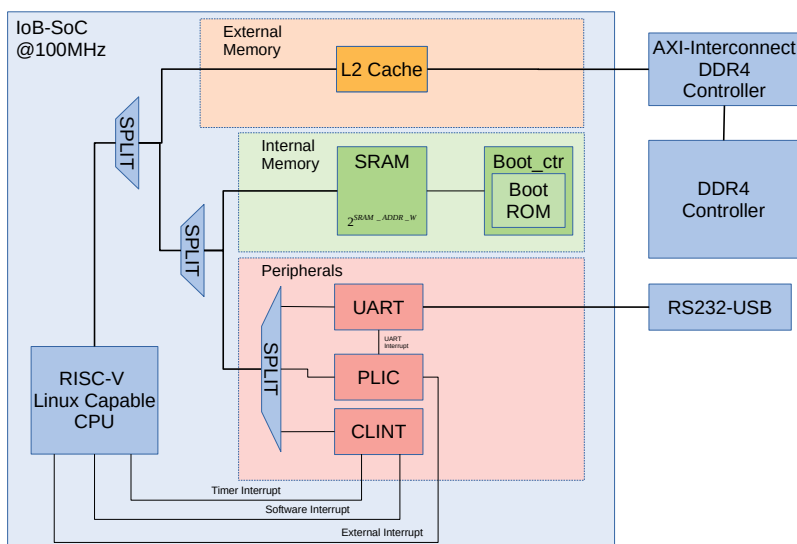 IoB-SoC
@100MHz
External
Memory
L2 Cache
AXI-Interconnect
DDR4
Controller
SPLIT
Internal
Memory
SRAM
2^SRAM_ADDR_W
Boot_ctr
Boot
ROM
DDR4
Controller
SPLIT
Peripherals
UART
RS232-USB
UART
Interrupt
SPLIT
PLIC
RISC-V
Linux Capable
CPU
CLINT
Timer Interrupt
Software Interrupt
External Interrupt